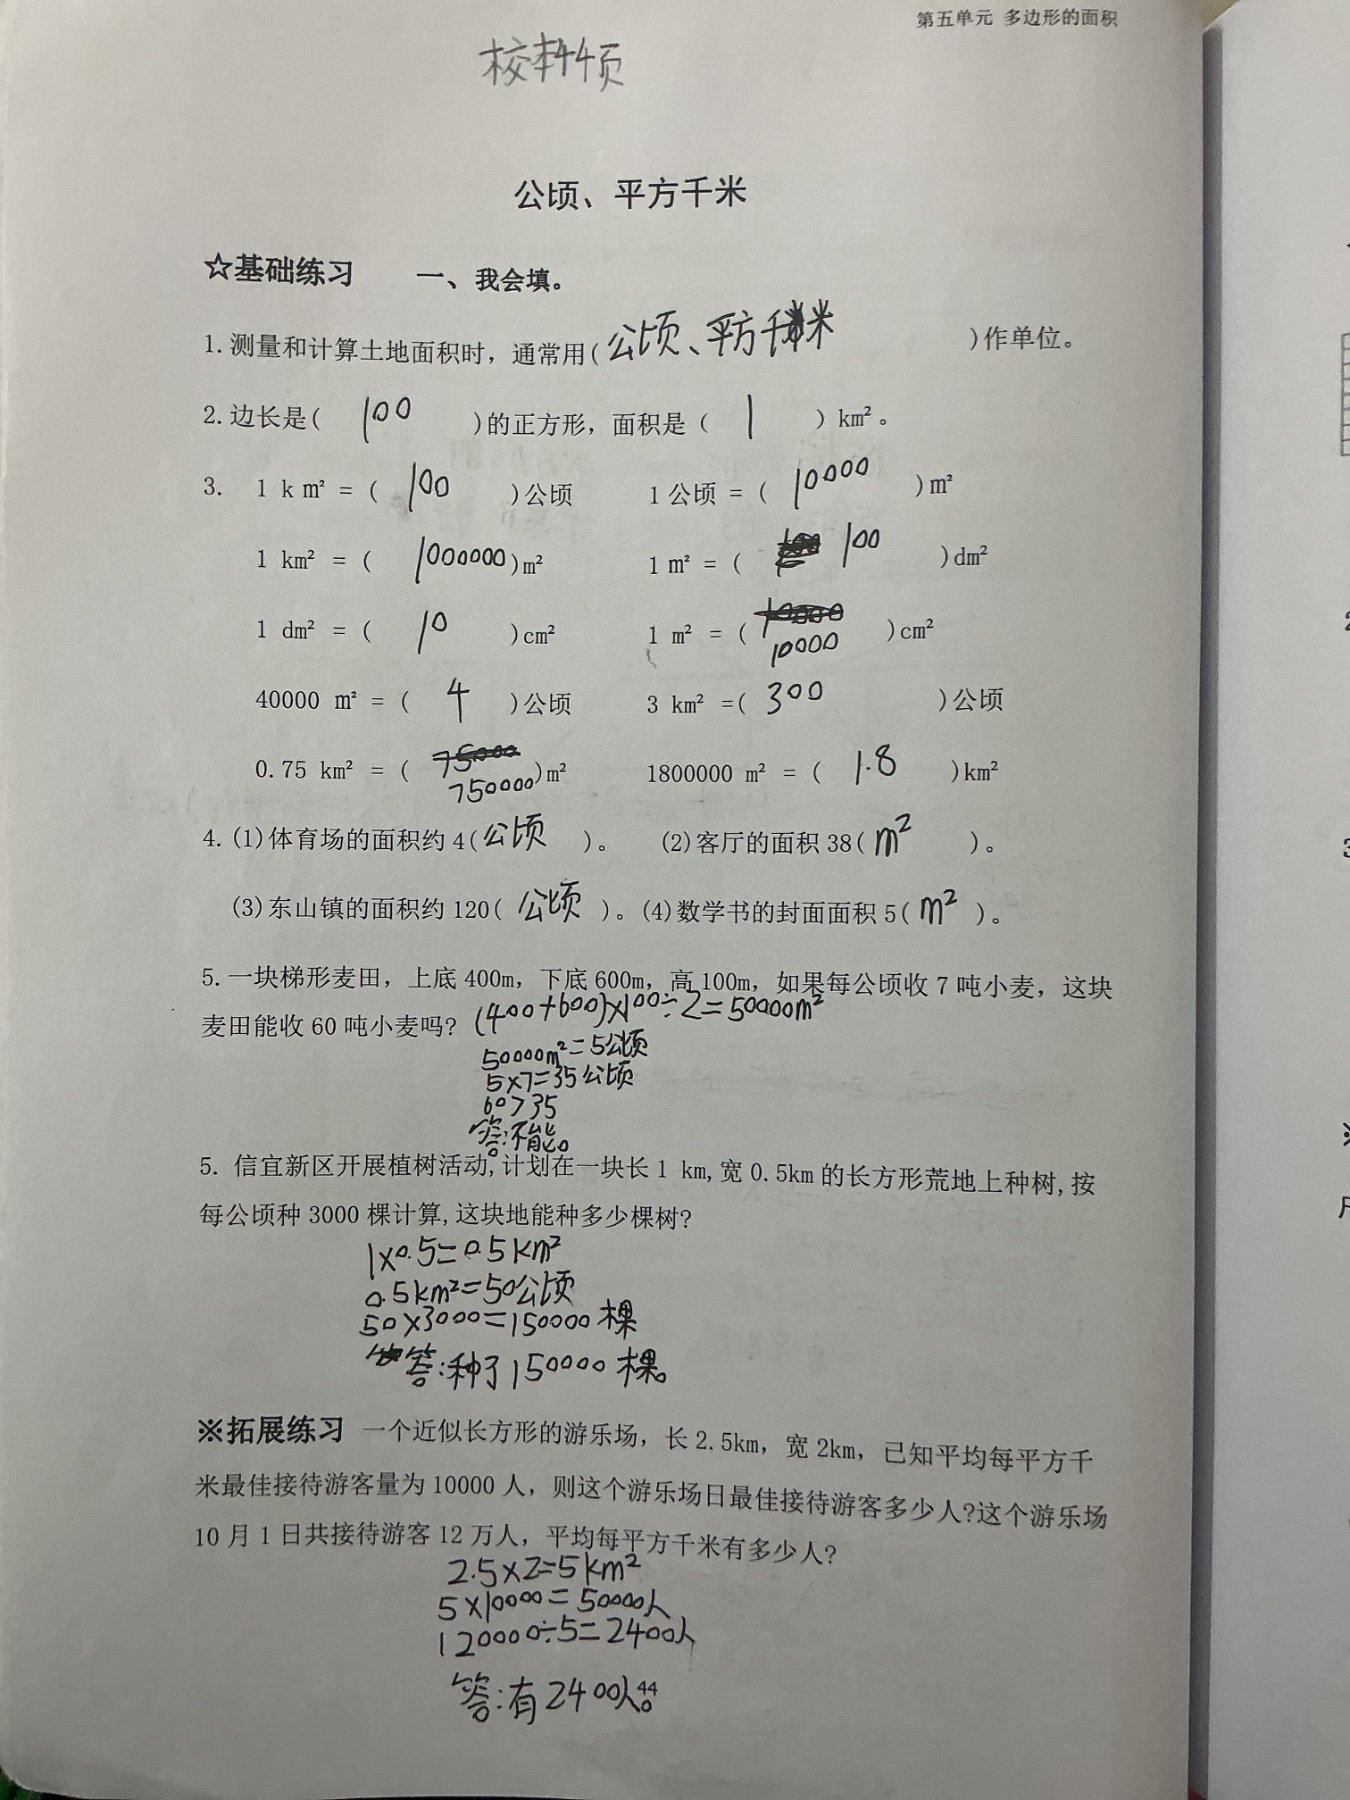 第五单元 多边形的面积
校本44页
公顷、平方千米
☆基础练习 一、我会填。
1.测量和计算土地面积时，通常用(公顷、平方千米)作单位。
2.边长是( 100 )的正方形，面积是( 1 )km²。
3. 1 k m² = ( 100 )公顷 1 公顷 = ( 10000 )m²
1 km² = ( 1000000 )m² 1 m² = ( 100 )dm²
1 dm² = ( 10 )cm² 1 m² = ( 10000 )cm²
10000
40000 m² = ( 4 )公顷 3 km² =( 300 )公顷
0.75 km² = ( 75000 )m² 1800000 m² = ( 1.8 )km²
750000
4.(1)体育场的面积约 4(公顷 )。 (2)客厅的面积 38( m² )。
(3)东山镇的面积约 120( 公顷 )。(4)数学书的封面面积 5( m² )。
5.一块梯形麦田，上底 400m，下底 600m，高 100m，如果每公顷收 7 吨小麦，这块
麦田能收 60 吨小麦吗? (400+600)×100÷2=50000m²
50000m²=5公顷
5×7=35公顷
60>35
答:不能。
5. 信宜新区开展植树活动,计划在一块长 1 km,宽 0.5km 的长方形荒地上种树,按
每公顷种 3000 棵计算,这块地能种多少棵树?
1×0.5=0.5km²
0.5km²=50公顷
50×3000=150000棵
答:种了150000棵。
※拓展练习 一个近似长方形的游乐场，长 2.5km，宽 2km，已知平均每平方千
米最佳接待游客量为 10000 人，则这个游乐场日最佳接待游客多少人?这个游乐场
10 月 1 日共接待游客 12 万人，平均每平方千米有多少人?
2.5×2=5km²
5×10000=50000人
120000÷5=2400人
答:有2400人。
44